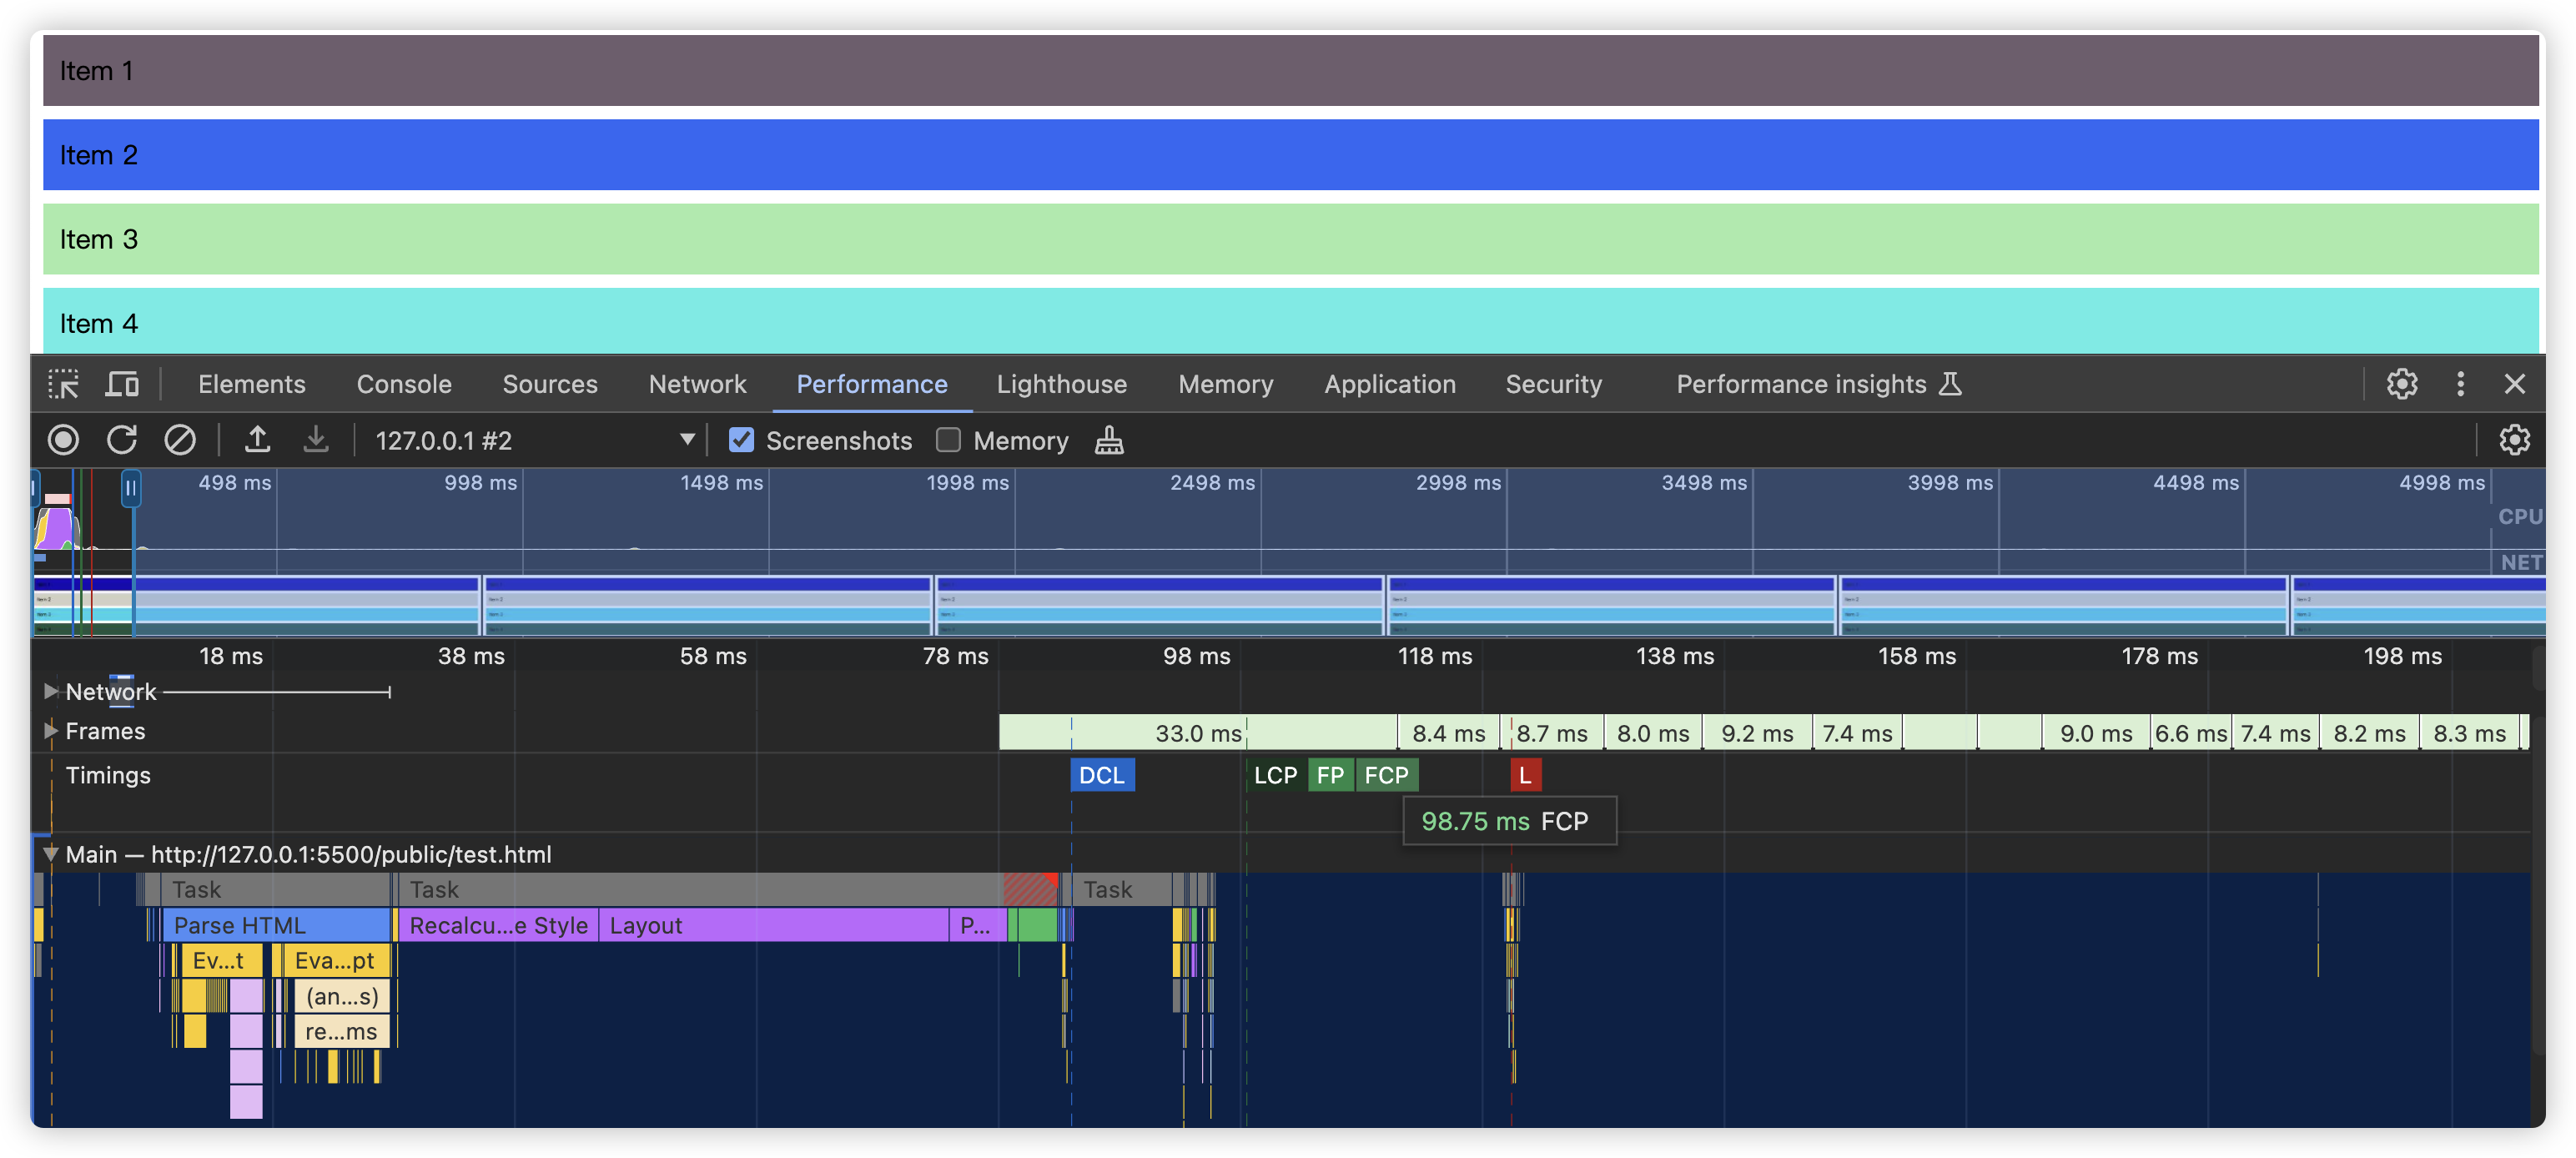 Item 1
Item 2
Item 3
Item 4
Elements Console Sources Network Performance Lighthouse Memory Application Security Performance insights
127.0.0.1 #2 Screenshots Memory
498 ms 998 ms 1498 ms 1998 ms 2498 ms 2998 ms 3498 ms 3998 ms 4498 ms 4998 ms
CPU
NET
18 ms 38 ms 58 ms 78 ms 98 ms 118 ms 138 ms 158 ms 178 ms 198 ms
Network
Frames 33.0 ms 8.4 ms 8.7 ms 8.0 ms 9.2 ms 7.4 ms 9.0 ms 6.6 ms 7.4 ms 8.2 ms 8.3 ms
Timings DCL LCP FP FCP L
98.75 ms FCP
Main — http://127.0.0.1:5500/public/test.html
Task Task Task
Parse HTML Recalcu...e Style Layout P...
Ev...t Eva...pt
(an...s)
re...ms